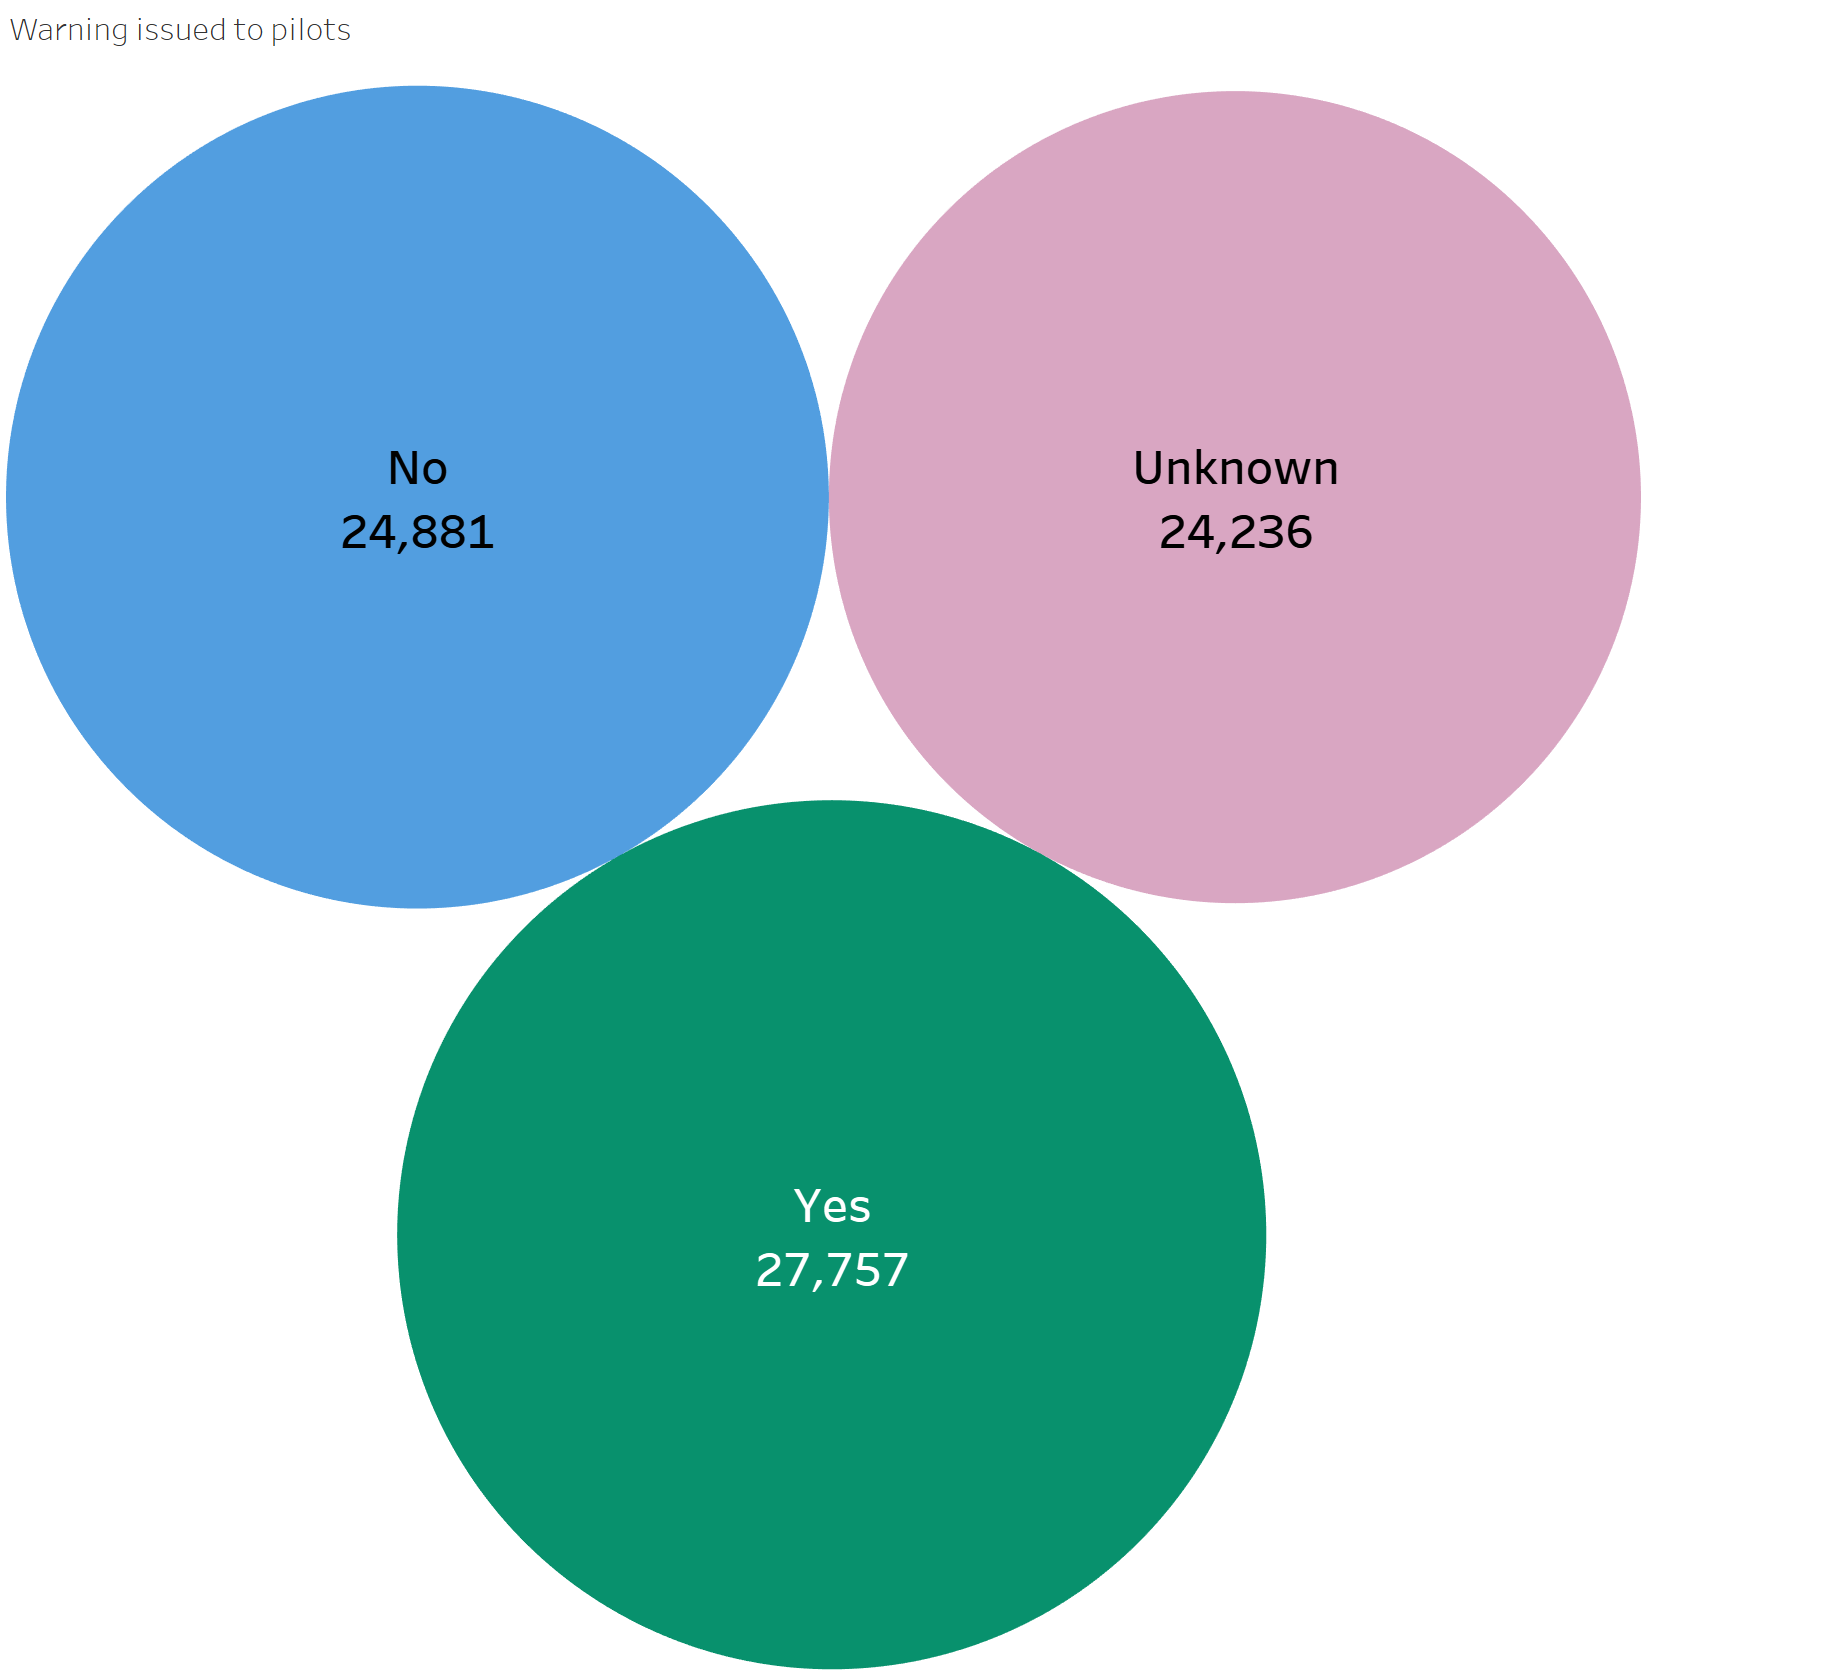 Warning issued to pilots
No
24,881
Unknown
24,236
Yes
27,757